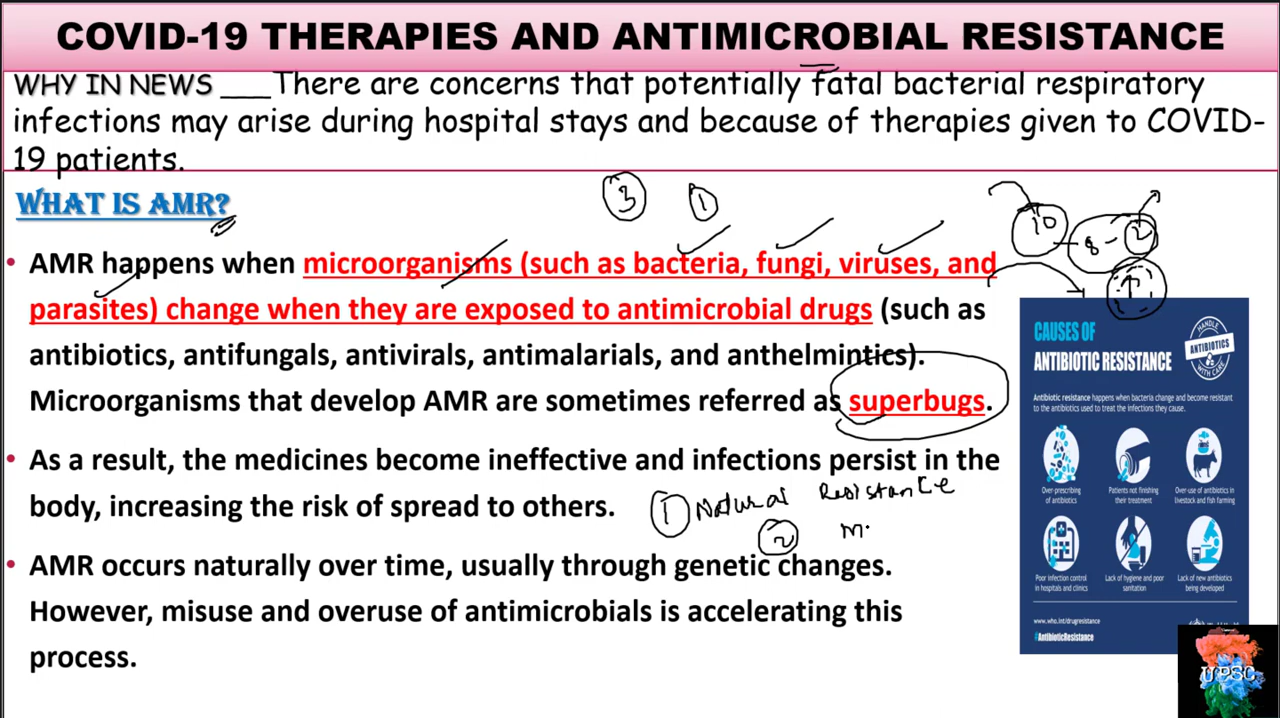 COVID-19 THERAPIES AND ANTIMICROBIAL RESISTANCE
WHY IN NEWS ___There are concerns that potentially fatal bacterial respiratory
infections may arise during hospital stays and because of therapies given to COVID-
19 patients.
WHAT IS AMR?
3 1
10 8 - 2
• AMR happens when microorganisms (such as bacteria, fungi, viruses, and
parasites) change when they are exposed to antimicrobial drugs (such as
antibiotics, antifungals, antivirals, antimalarials, and anthelmintics).
Microorganisms that develop AMR are sometimes referred as superbugs.
• As a result, the medicines become ineffective and infections persist in the
body, increasing the risk of spread to others.
1 Natural Resistance
2 m
• AMR occurs naturally over time, usually through genetic changes.
However, misuse and overuse of antimicrobials is accelerating this
process.
CAUSES OF
ANTIBIOTIC RESISTANCE
HANDLE
ANTIBIOTICS
WITH CARE
Antibiotic resistance happens when bacteria change and become resistant
to the antibiotics used to treat the infections they cause.
Over-prescribing
of antibiotics
Patients not finishing
their treatment
Over-use of antibiotics in
livestock and fish farming
Poor infection control
in hospitals and clinics
Lack of hygiene and poor
sanitation
Lack of new antibiotics
being developed
www.who.int/drugresistance
#AntibioticResistance
UPSC